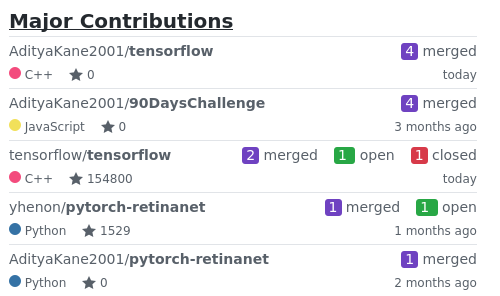 Major Contributions
AdityaKane2001/tensorflow 4 merged
C++ 0 today
AdityaKane2001/90DaysChallenge 4 merged
JavaScript 0 3 months ago
tensorflow/tensorflow 2 merged 1 open 1 closed
C++ 154800 today
yhenon/pytorch-retinanet 1 merged 1 open
Python 1529 1 months ago
AdityaKane2001/pytorch-retinanet 1 merged
Python 0 2 months ago